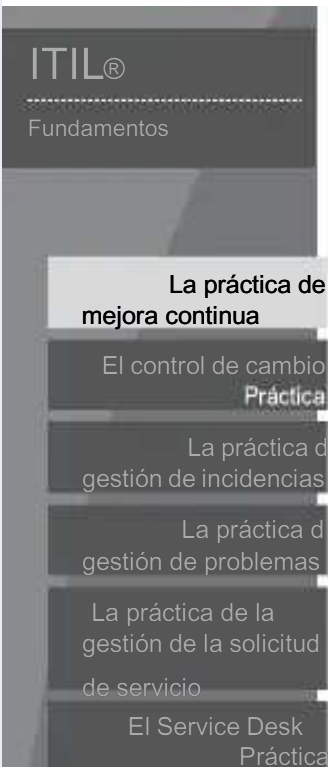 ITIL®
Fundamentos
La práctica de
mejora continua
El control de cambio
Práctica
La práctica d
gestión de incidencias
La práctica d
gestión de problemas
La práctica de la
gestión de la solicitud
de servicio
El Service Desk
Práctica